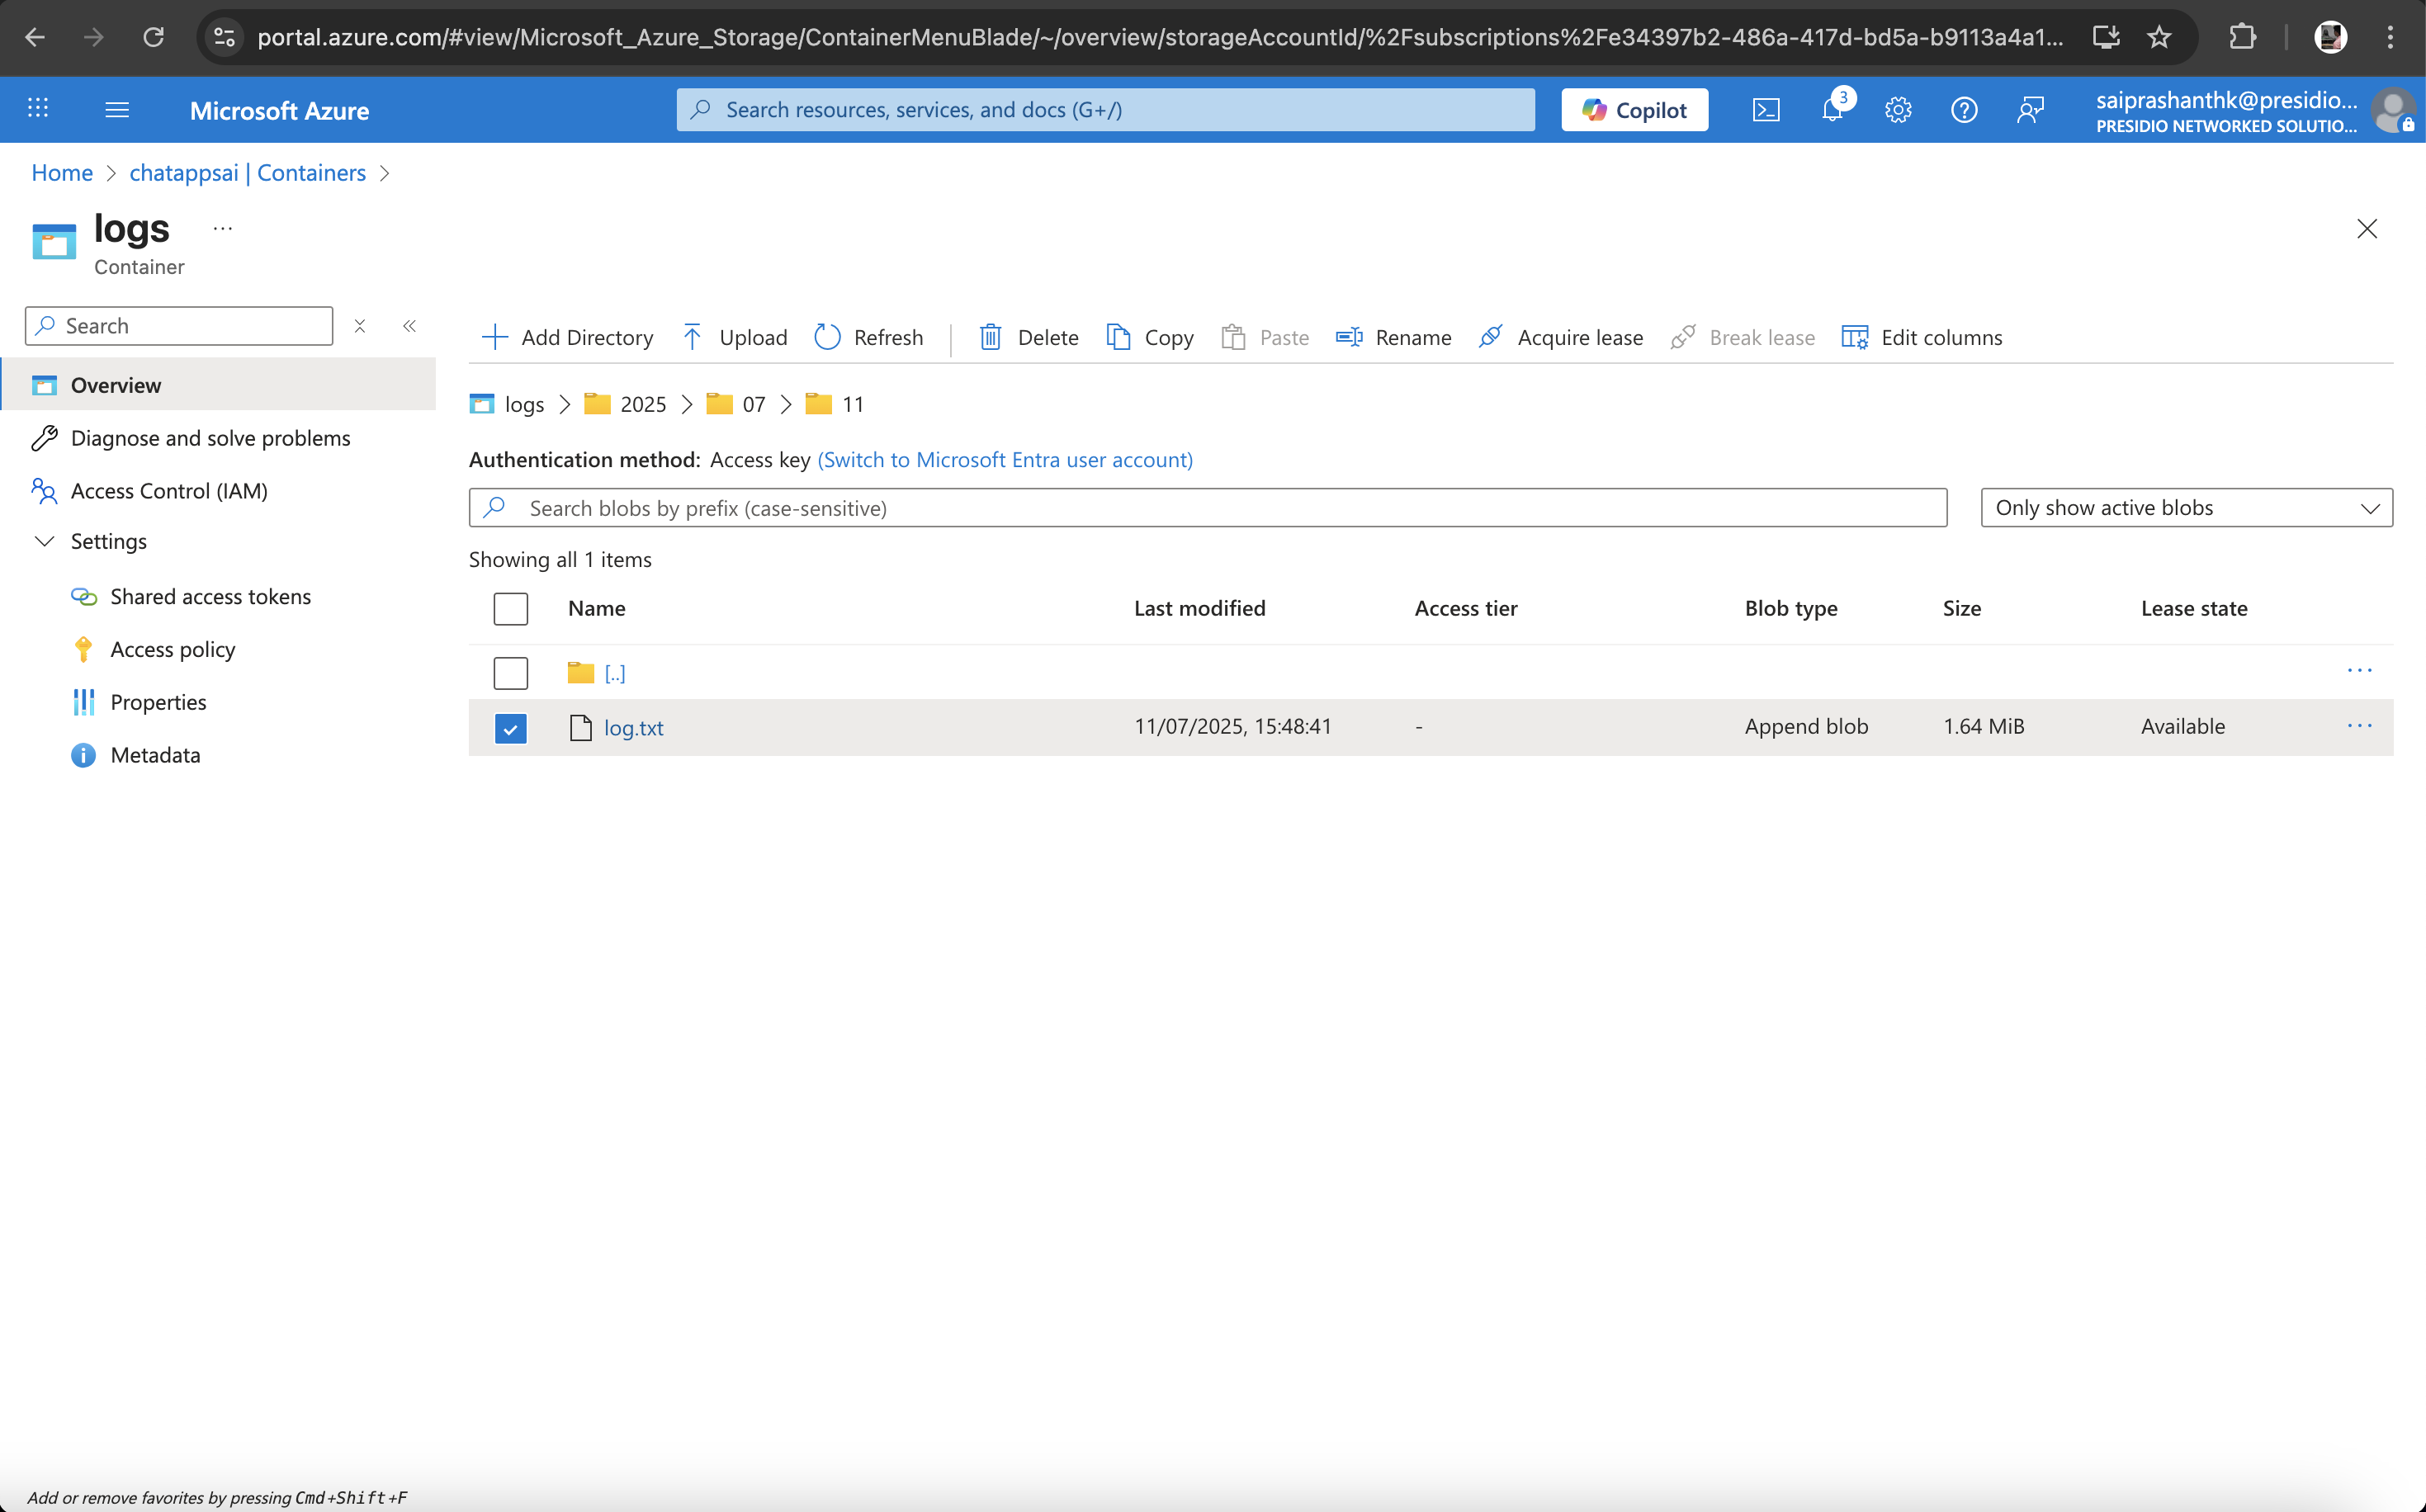 portal.azure.com/#view/Microsoft_Azure_Storage/ContainerMenuBlade/~/overview/storageAccountId/%2Fsubscriptions%2Fe34397b2-486a-417d-bd5a-b9113a4a1...
Microsoft Azure
Search resources, services, and docs (G+/)
Copilot
3
saiprashanthk@presidio...
PRESIDIO NETWORKED SOLUTIO...
Home > chatappsai | Containers >
logs ...
Container
Search
Overview
Diagnose and solve problems
Access Control (IAM)
Settings
Shared access tokens
Access policy
Properties
Metadata
Add Directory Upload Refresh Delete Copy Paste Rename Acquire lease Break lease Edit columns
logs > 2025 > 07 > 11
Authentication method: Access key (Switch to Microsoft Entra user account)
Search blobs by prefix (case-sensitive) Only show active blobs
Showing all 1 items
Name Last modified Access tier Blob type Size Lease state
[..] ...
log.txt 11/07/2025, 15:48:41 - Append blob 1.64 MiB Available ...
Add or remove favorites by pressing Cmd+Shift+F